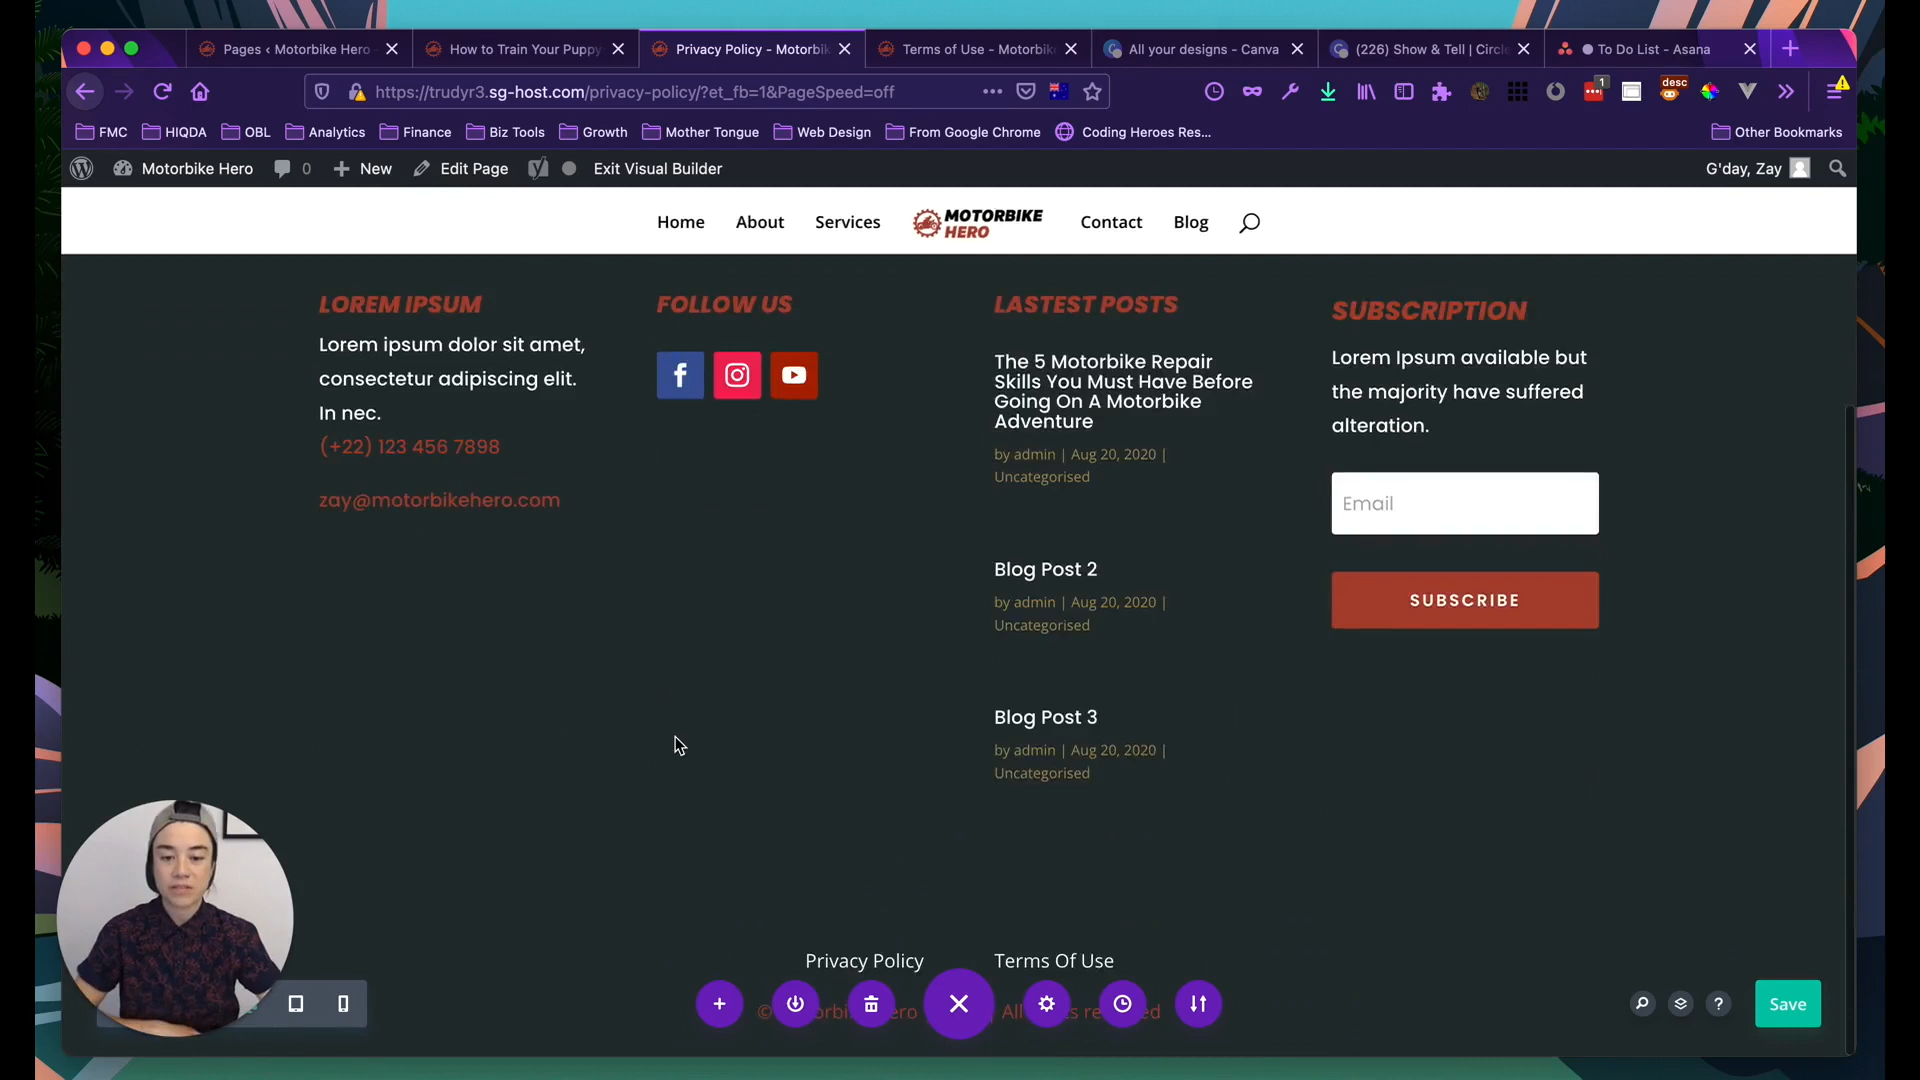 Pages ‹ Motorbike Hero
How to Train Your Puppy
Privacy Policy - Motorbik
Terms of Use - Motorbike
All your designs - Canva
(226) Show & Tell | Circle
To Do List - Asana
https://trudyr3.sg-host.com/privacy-policy/?et_fb=1&PageSpeed=off
1
desc
FMC
HIQDA
OBL
Analytics
Finance
Biz Tools
Growth
Mother Tongue
Web Design
From Google Chrome
Coding Heroes Res...
Other Bookmarks
Motorbike Hero
0
New
Edit Page
Exit Visual Builder
G'day, Zay
Home
About
Services
MOTORBIKE
HERO
Contact
Blog
LOREM IPSUM
Lorem ipsum dolor sit amet,
consectetur adipiscing elit.
In nec.
(+22) 123 456 7898
zay@motorbikehero.com
FOLLOW US
LASTEST POSTS
The 5 Motorbike Repair
Skills You Must Have Before
Going On A Motorbike
Adventure
by admin | Aug 20, 2020 |
Uncategorised
Blog Post 2
by admin | Aug 20, 2020 |
Uncategorised
Blog Post 3
by admin | Aug 20, 2020 |
Uncategorised
SUBSCRIPTION
Lorem Ipsum available but
the majority have suffered
alteration.
Email
SUBSCRIBE
Privacy Policy
Terms Of Use
Save